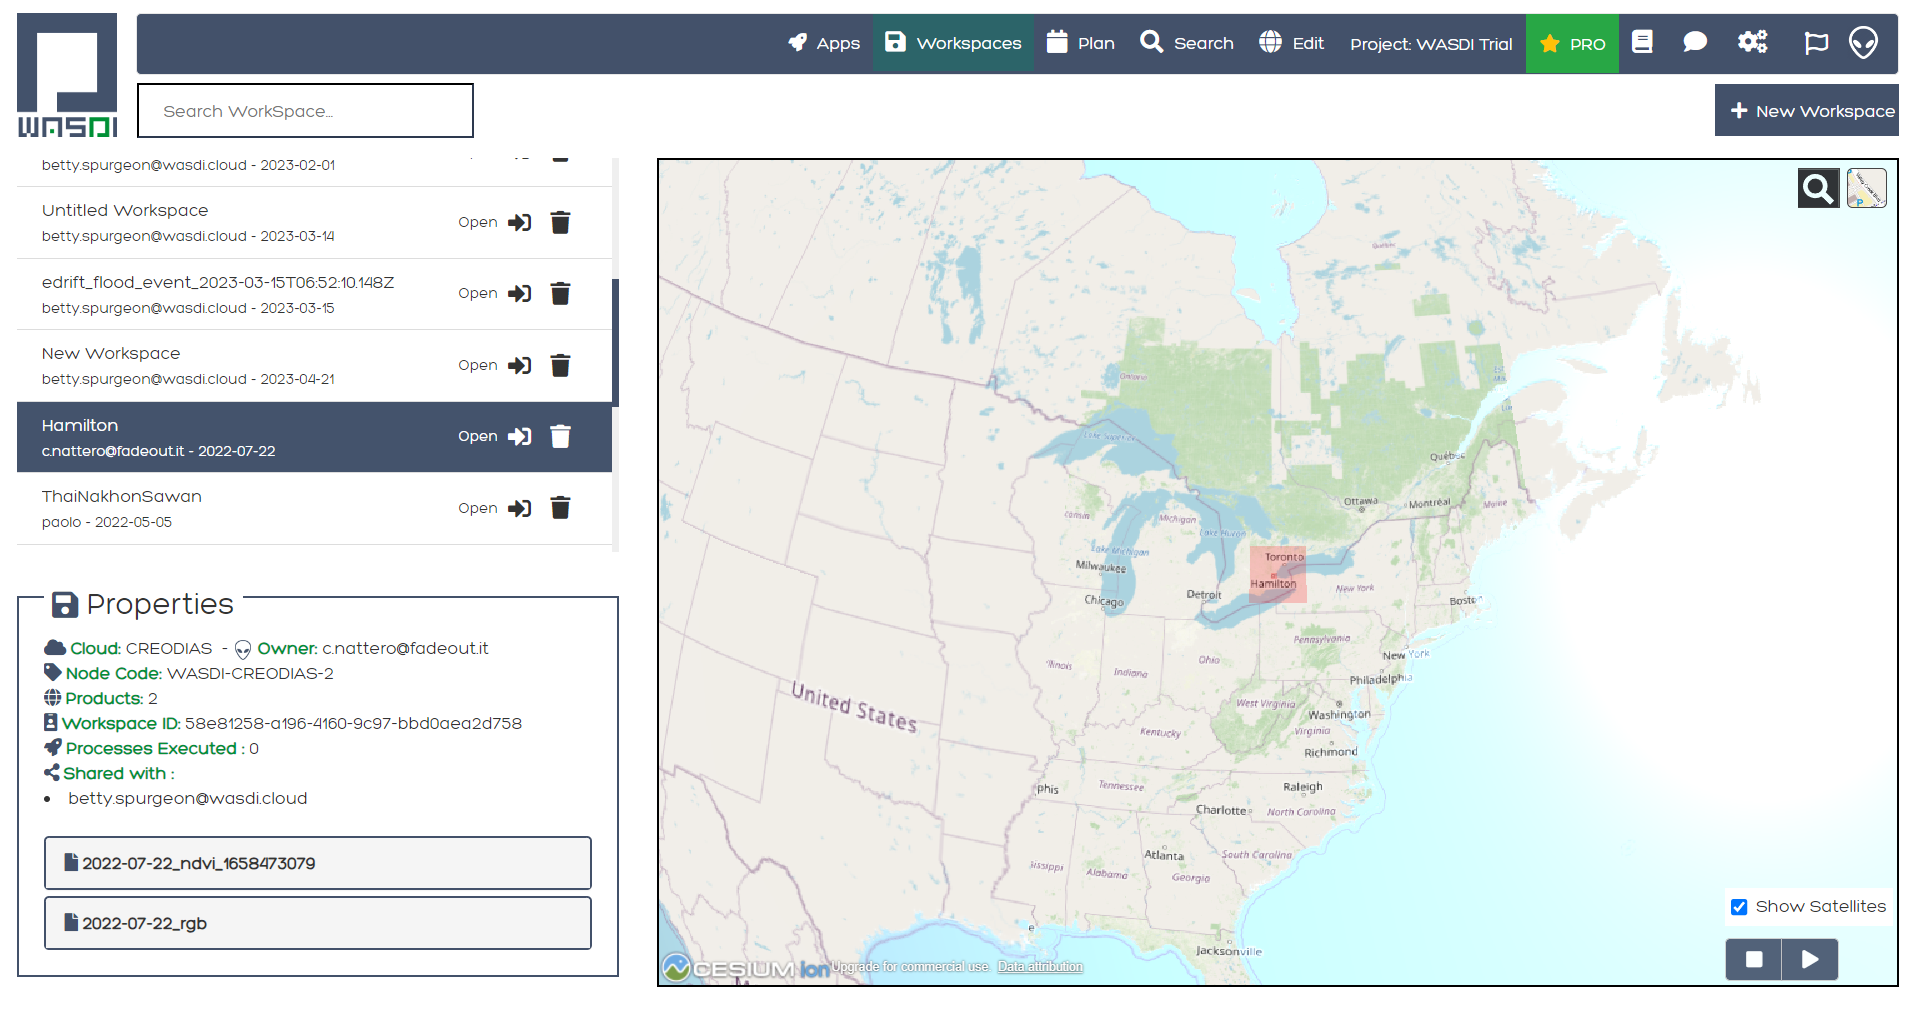 Apps
Workspaces
Plan
Search
Edit
Project: WASDI Trial
PRO
WASDI
Search WorkSpace...
New Workspace
betty.spurgeon@wasdi.cloud - 2023-02-01
Untitled Workspace
betty.spurgeon@wasdi.cloud - 2023-03-14
Open
edrift_flood_event_2023-03-15T06:52:10.148Z
betty.spurgeon@wasdi.cloud - 2023-03-15
Open
New Workspace
betty.spurgeon@wasdi.cloud - 2023-04-21
Open
Hamilton
c.nattero@fadeout.it - 2022-07-22
Open
ThaiNakhonSawan
paolo - 2022-05-05
Open
Properties
Cloud: CREODIAS - Owner: c.nattero@fadeout.it
Node Code: WASDI-CREODIAS-2
Products: 2
Workspace ID: 58e81258-a196-4160-9c97-bbd0aea2d758
Processes Executed : 0
Shared with :
betty.spurgeon@wasdi.cloud
2022-07-22_ndvi_1658473079
2022-07-22_rgb
Québec
Ottawa
Montréal
Maine
Michigan
Lake Huron
Lake Michigan
Toronto
Milwaukee
Hamilton
New York
Chicago
Detroit
Pennsylvania
New York
Ohio
Indiana
Philadelphia
United States
West Virginia
Washington
Virginia
Kentucky
Richmond
phis
Tennessee
Raleigh
Charlotte
North Carolina
Atlanta
South Carolina
Alabama
Georgia
Jacksonville
Show Satellites
CESIUM ion
Upgrade for commercial use.
Data attribution